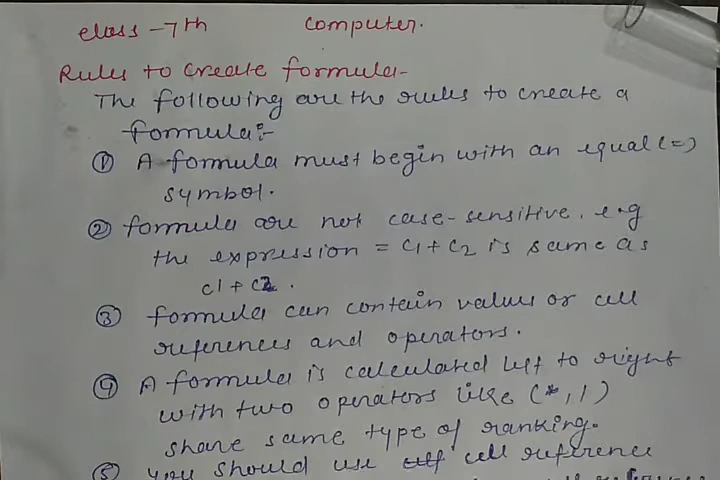 class - 7th computer.
Rules to create formula-
The following are the rules to create a
formula:-
① A formula must begin with an equal (=)
symbol.
② formula are not case-sensitive. e.g
the expression = C1 + C2 is same as
c1 + c2.
③ formula can contain values or cell
references and operators.
④ A formula is calculated left to right
with two operators like (*, /)
share same type of ranking.
⑤ you should use cell reference